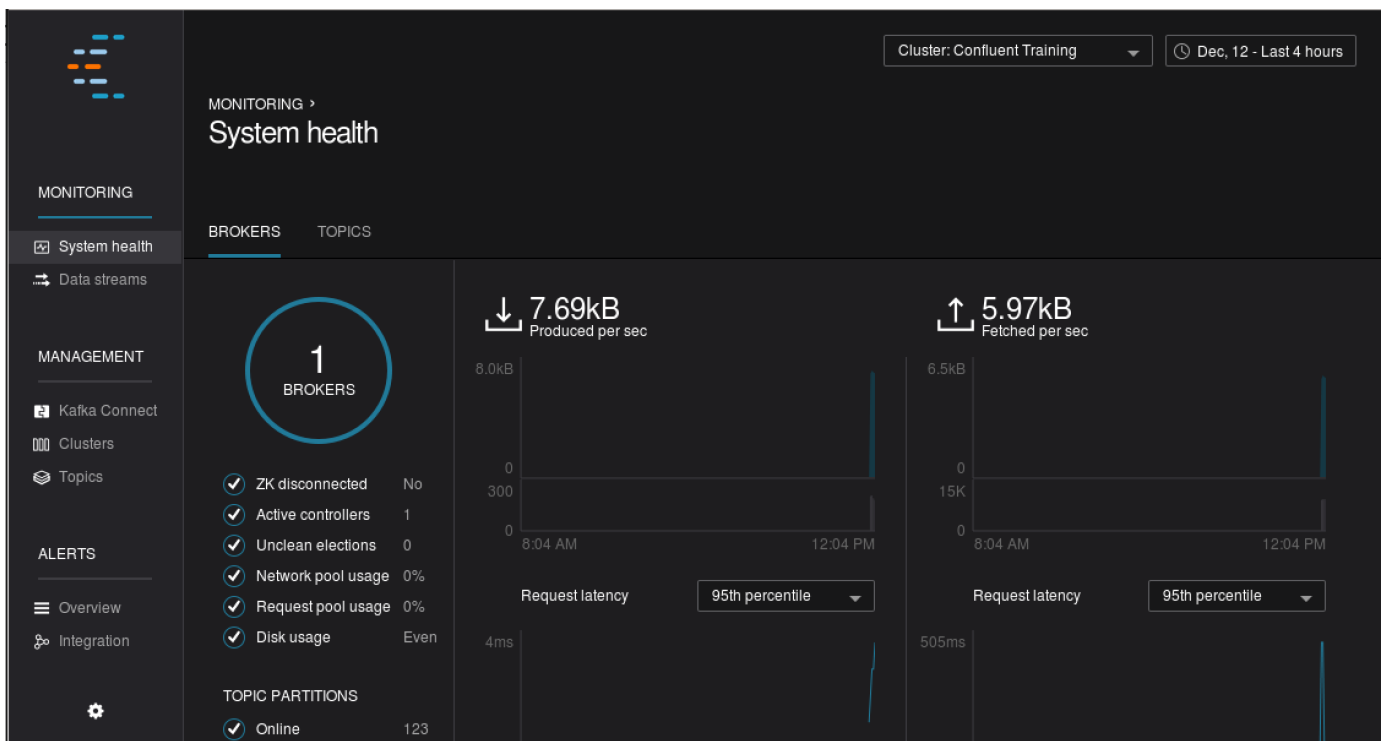 Cluster: Confluent Training
Dec, 12 - Last 4 hours
MONITORING ›
System health
BROKERS
TOPICS
MONITORING
System health
Data streams
MANAGEMENT
Kafka Connect
Clusters
Topics
ALERTS
Overview
Integration
1
BROKERS
ZK disconnected No
Active controllers 1
Unclean elections 0
Network pool usage 0%
Request pool usage 0%
Disk usage Even
TOPIC PARTITIONS
Online 123
7.69kB
Produced per sec
8.0kB
0
300
0
8:04 AM 12:04 PM
Request latency 95th percentile
4ms
5.97kB
Fetched per sec
6.5kB
0
15K
0
8:04 AM 12:04 PM
Request latency 95th percentile
505ms